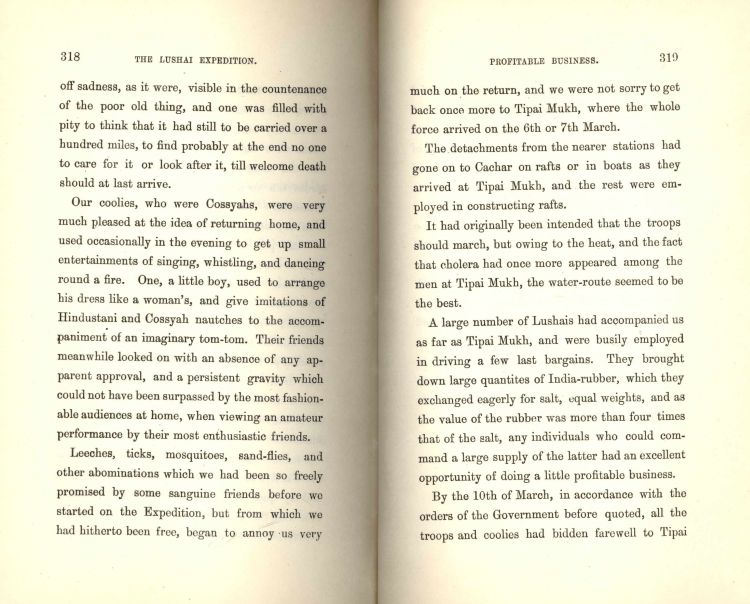 318
THE LUSHAI EXPEDITION.
off sadness, as it were, visible in the countenance
of the poor old thing, and one was filled with
pity to think that it had still to be carried over a
hundred miles, to find probably at the end no one
to care for it or look after it, till welcome death
should at last arrive.
Our coolies, who were Cossyahs, were very
much pleased at the idea of returning home, and
used occasionally in the evening to get up small
entertainments of singing, whistling, and dancing
round a fire. One, a little boy, used to arrange
his dress like a woman's, and give imitations of
Hindustani and Cossyah nautches to the accom-
paniment of an imaginary tom-tom. Their friends
meanwhile looked on with an absence of any ap-
parent approval, and a persistent gravity which
could not have been surpassed by the most fashion-
able audiences at home, when viewing an amateur
performance by their most enthusiastic friends.
Leeches, ticks, mosquitoes, sand-flies, and
other abominations which we had been so freely
promised by some sanguine friends before we
started on the Expedition, but from which we
had hitherto been free, began to annoy us very
PROFITABLE BUSINESS.
319
much on the return, and we were not sorry to get
back once more to Tipai Mukh, where the whole
force arrived on the 6th or 7th March.
The detachments from the nearer stations had
gone on to Cachar on rafts or in boats as they
arrived at Tipai Mukh, and the rest were em-
ployed in constructing rafts.
It had originally been intended that the troops
should march, but owing to the heat, and the fact
that cholera had once more appeared among the
men at Tipai Mukh, the water-route seemed to be
the best.
A large number of Lushais had accompanied us
as far as Tipai Mukh, and were busily employed
in driving a few last bargains. They brought
down large quantites of India-rubber, which they
exchanged eagerly for salt, equal weights, and as
the value of the rubber was more than four times
that of the salt, any individuals who could com-
mand a large supply of the latter had an excellent
opportunity of doing a little profitable business.
By the 10th of March, in accordance with the
orders of the Government before quoted, all the
troops and coolies had bidden farewell to Tipai